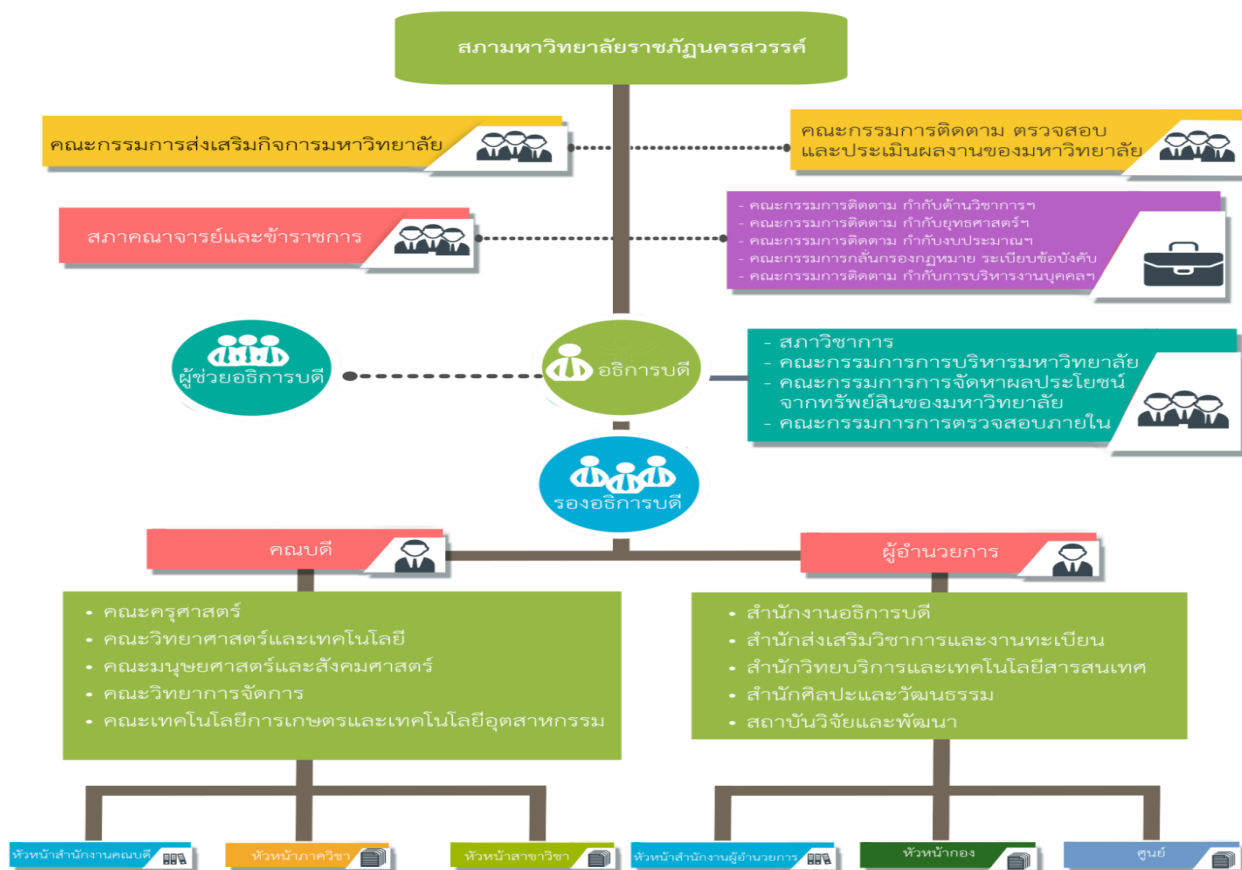 สภามหาวิทยาลัยราชภัฏนครสวรรค์
คณะกรรมการส่งเสริมกิจการมหาวิทยาลัย
คณะกรรมการติดตาม ตรวจสอบ
และประเมินผลงานของมหาวิทยาลัย
สภาคณาจารย์และข้าราชการ
- คณะกรรมการติดตาม กำกับด้านวิชาการฯ
- คณะกรรมการติดตาม กำกับยุทธศาสตร์ฯ
- คณะกรรมการติดตาม กำกับงบประมาณฯ
- คณะกรรมการกลั่นกรองกฎหมาย ระเบียบข้อบังคับ
- คณะกรรมการติดตาม กำกับการบริหารงานบุคคลฯ
ผู้ช่วยอธิการบดี
อธิการบดี
- สภาวิชาการ
- คณะกรรมการการบริหารมหาวิทยาลัย
- คณะกรรมการการจัดหาผลประโยชน์
จากทรัพย์สินของมหาวิทยาลัย
- คณะกรรมการการตรวจสอบภายใน
รองอธิการบดี
คณบดี
• คณะครุศาสตร์
• คณะวิทยาศาสตร์และเทคโนโลยี
• คณะมนุษยศาสตร์และสังคมศาสตร์
• คณะวิทยาการจัดการ
• คณะเทคโนโลยีการเกษตรและเทคโนโลยีอุตสาหกรรม
ผู้อำนวยการ
• สำนักงานอธิการบดี
• สำนักส่งเสริมวิชาการและงานทะเบียน
• สำนักวิทยบริการและเทคโนโลยีสารสนเทศ
• สำนักศิลปะและวัฒนธรรม
• สถาบันวิจัยและพัฒนา
หัวหน้าสำนักงานคณบดี
หัวหน้าภาควิชา
หัวหน้าสาขาวิชา
หัวหน้าสำนักงานผู้อำนวยการ
หัวหน้ากอง
ศูนย์